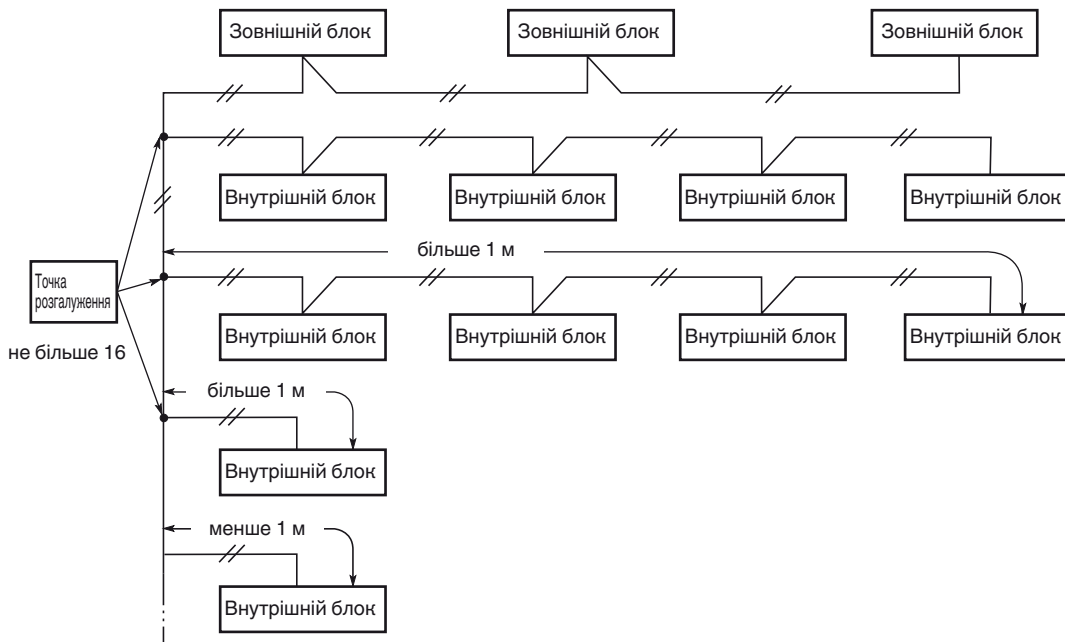 Зовнішній блок
Зовнішній блок
Зовнішній блок
Внутрішній блок
Внутрішній блок
Внутрішній блок
Внутрішній блок
більше 1 м
Точка
розгалуження
не більше 16
Внутрішній блок
Внутрішній блок
Внутрішній блок
Внутрішній блок
більше 1 м
Внутрішній блок
менше 1 м
Внутрішній блок